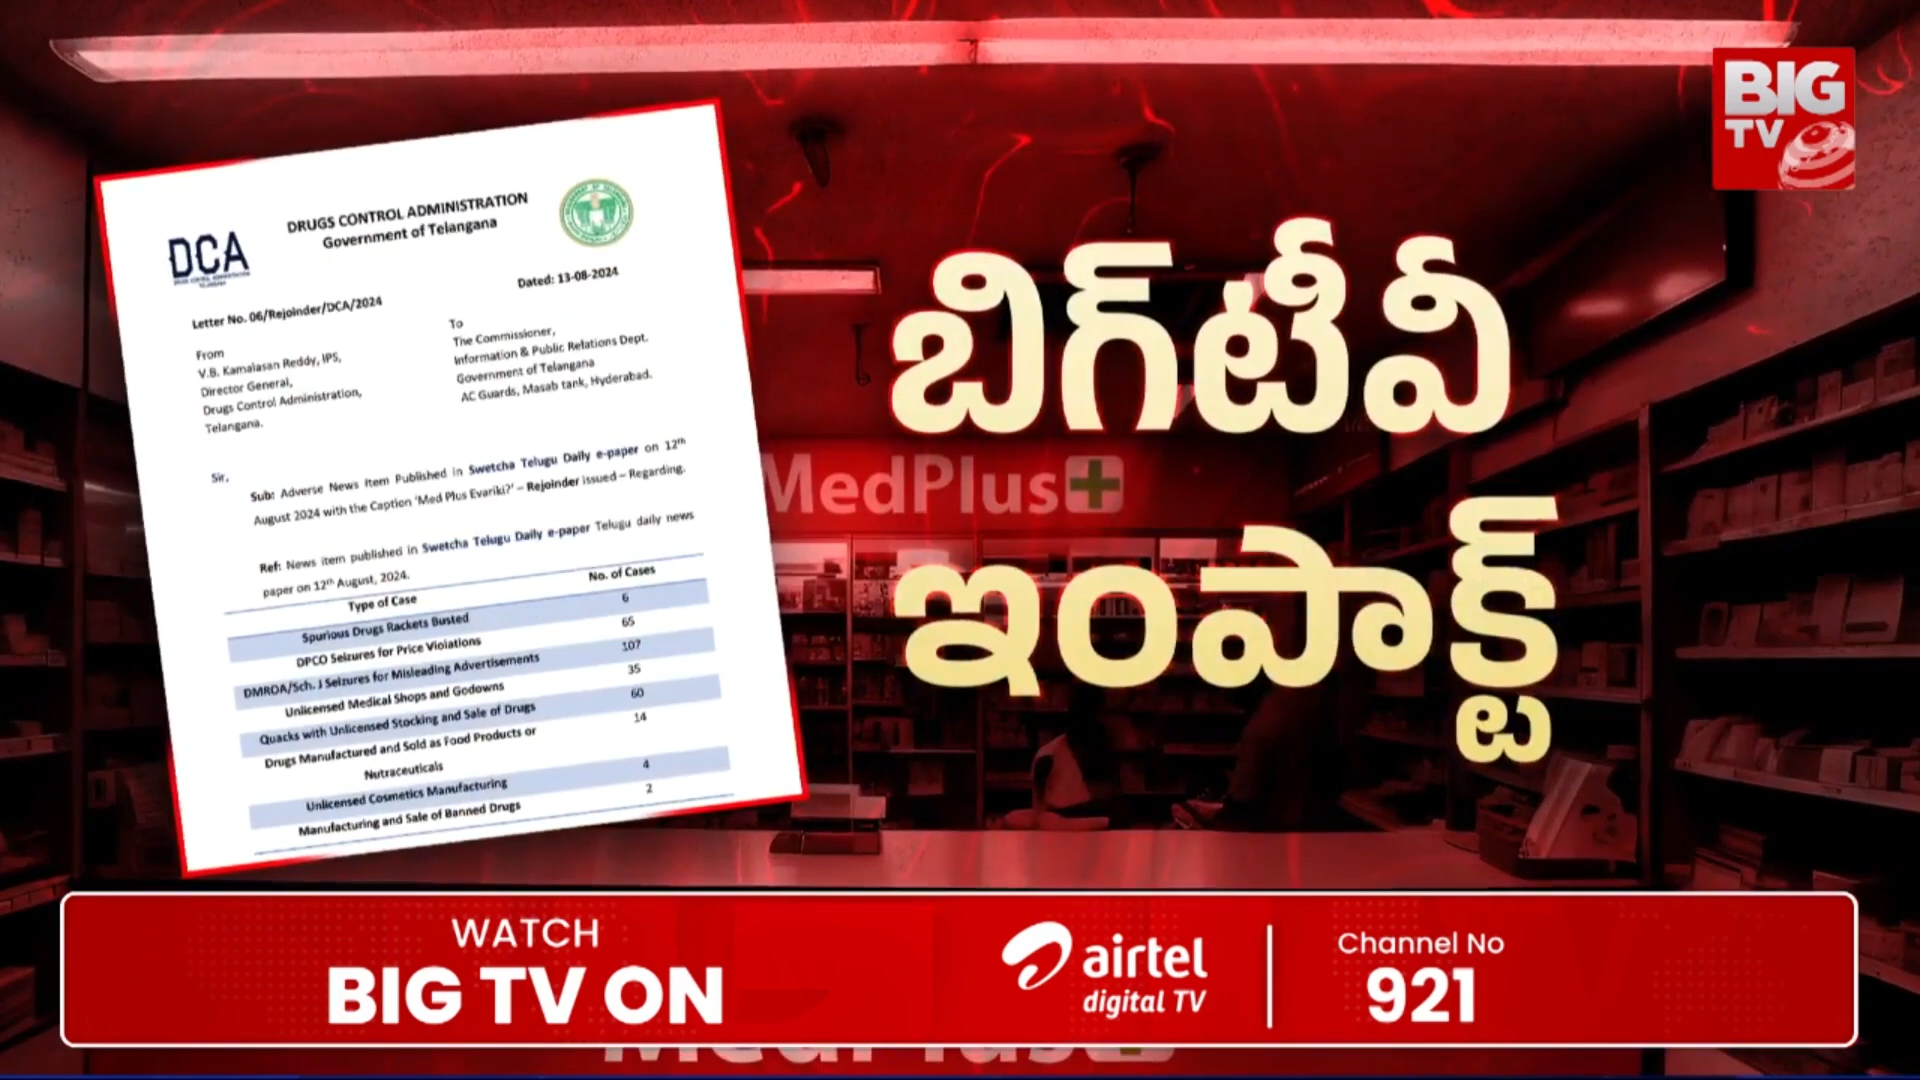 BIG
TV
DRUGS CONTROL ADMINISTRATION
Government of Telangana
DCA
DRUGS CONTROL ADMINISTRATION
TELANGANA
Dated: 13-08-2024
Letter No. 06/Rejoinder/DCA/2024
From
V.B. Kamalasan Reddy, IPS,
Director General,
Drugs Control Administration,
Telangana.
To
The Commissioner,
Information & Public Relations Dept.
Government of Telangana
AC Guards, Masab tank, Hyderabad.
Sir,
Sub: Adverse News Item Published in Swetcha Telugu Daily e-paper on 12th
August 2024 with the Caption 'Med Plus Evariki?' – Rejoinder issued – Regarding.
Ref: News item published in Swetcha Telugu Daily e-paper Telugu daily news
paper on 12th August, 2024.
Type of Case No. of Cases
Spurious Drugs Rackets Busted 6
DPCO Seizures for Price Violations 65
DMROA/Sch. J Seizures for Misleading Advertisements 107
Unlicensed Medical Shops and Godowns 35
Quacks with Unlicensed Stocking and Sale of Drugs 60
Drugs Manufactured and Sold as Food Products or 14
Nutraceuticals
Unlicensed Cosmetics Manufacturing 4
Manufacturing and Sale of Banned Drugs 2
బిగ్‌టీవీ
MedPlus
ఇంపాక్ట్
WATCH
BIG TV ON
airtel
digital TV
Channel No
921
MedPlus